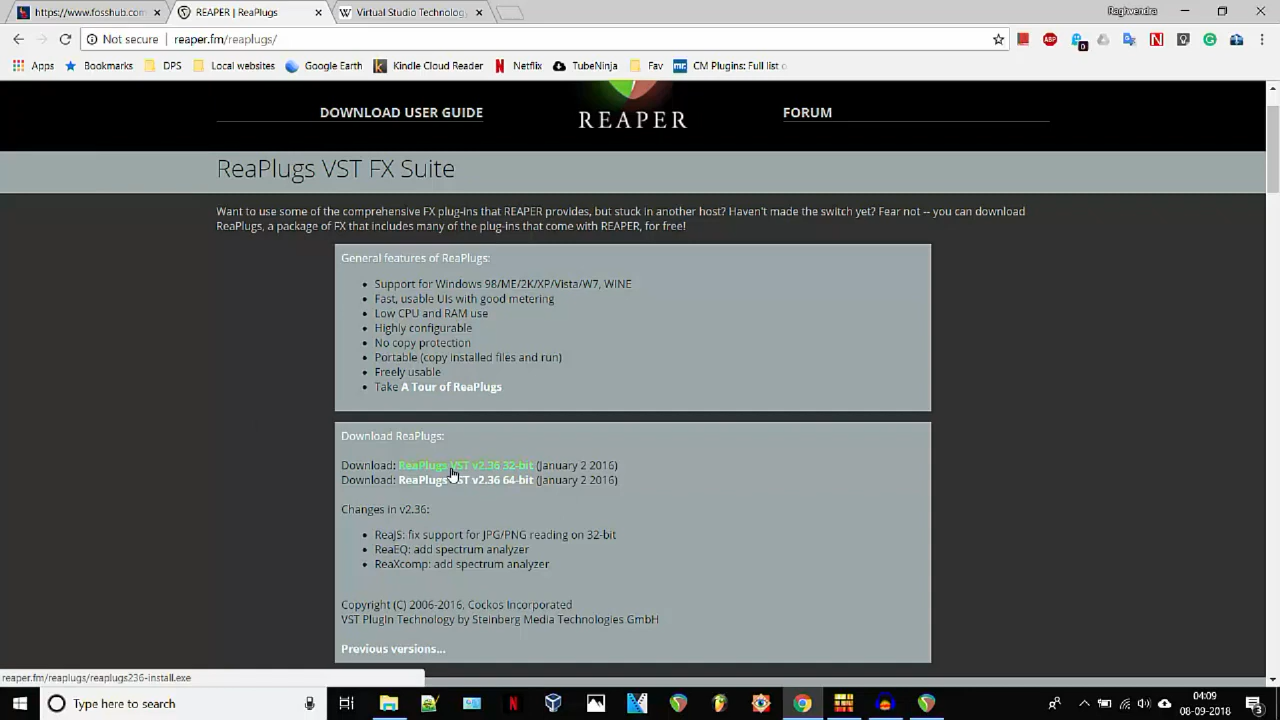 https://www.fosshub.com
REAPER | ReaPlugs
Virtual Studio Technology
Raghvendra
Not secure
reaper.fm/reaplugs/
ABP
Apps
Bookmarks
DPS
Local websites
Google Earth
Kindle Cloud Reader
Netflix
TubeNinja
Fav
CM Plugins: Full list o
DOWNLOAD USER GUIDE
REAPER
FORUM
ReaPlugs VST FX Suite
Want to use some of the comprehensive FX plug-ins that REAPER provides, but stuck in another host? Haven't made the switch yet? Fear not -- you can download
ReaPlugs, a package of FX that includes many of the plug-ins that come with REAPER, for free!
General features of ReaPlugs:
Support for Windows 98/ME/2K/XP/Vista/W7, WINE
Fast, usable UIs with good metering
Low CPU and RAM use
Highly configurable
No copy protection
Portable (copy installed files and run)
Freely usable
Take A Tour of ReaPlugs
Download ReaPlugs:
Download: ReaPlugs VST v2.36 32-bit (January 2 2016)
Download: ReaPlugs VST v2.36 64-bit (January 2 2016)
Changes in v2.36:
ReaJS: fix support for JPG/PNG reading on 32-bit
ReaEQ: add spectrum analyzer
ReaXcomp: add spectrum analyzer
Copyright (C) 2006-2016, Cockos Incorporated
VST PlugIn Technology by Steinberg Media Technologies GmbH
Previous versions...
reaper.fm/reaplugs/reaplugs236-install.exe
Type here to search
04:09
08-09-2018
3